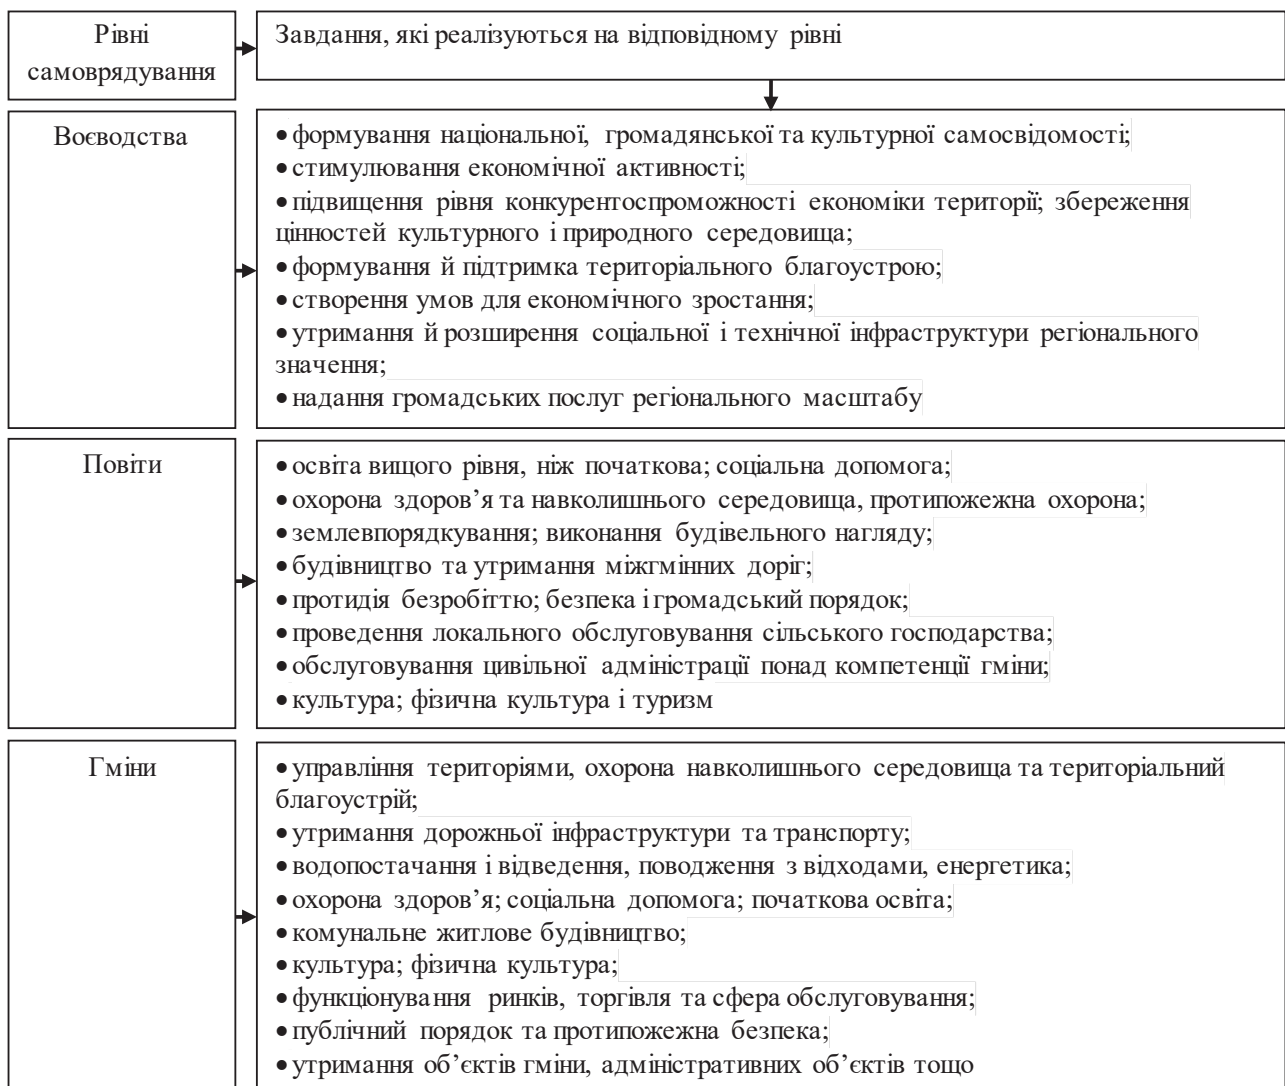 Рівні
самоврядування
Завдання, які реалізуються на відповідному рівні
Воєводства
• формування національної, громадянської та культурної самосвідомості;
• стимулювання економічної активності;
• підвищення рівня конкурентоспроможності економіки території; збереження
цінностей культурного і природного середовища;
• формування й підтримка територіального благоустрою;
• створення умов для економічного зростання;
• утримання й розширення соціальної і технічної інфраструктури регіонального
значення;
• надання громадських послуг регіонального масштабу
Повіти
• освіта вищого рівня, ніж початкова; соціальна допомога;
• охорона здоров’я та навколишнього середовища, протипожежна охорона;
• землевпорядкування; виконання будівельного нагляду;
• будівництво та утримання міжгмінних доріг;
• протидія безробіттю; безпека і громадський порядок;
• проведення локального обслуговування сільського господарства;
• обслуговування цивільної адміністрації понад компетенції гміни;
• культура; фізична культура і туризм
Гміни
• управління територіями, охорона навколишнього середовища та територіальний
благоустрій;
• утримання дорожньої інфраструктури та транспорту;
• водопостачання і відведення, поводження з відходами, енергетика;
• охорона здоров’я; соціальна допомога; початкова освіта;
• комунальне житлове будівництво;
• культура; фізична культура;
• функціонування ринків, торгівля та сфера обслуговування;
• публічний порядок та протипожежна безпека;
• утримання об’єктів гміни, адміністративних об’єктів тощо